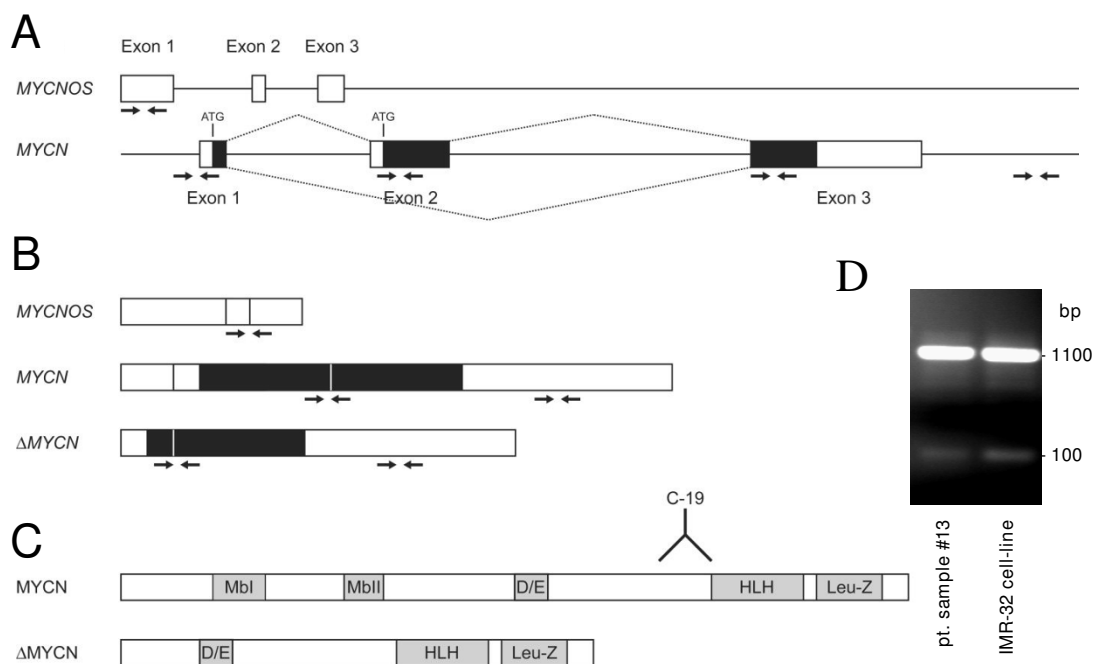 A
Exon 1 Exon 2 Exon 3
MYCNOS
ATG ATG
MYCN
Exon 1 Exon 2 Exon 3
B
MYCNOS
MYCN
ΔMYCN
C
C-19
MYCN MbI MbII D/E HLH Leu-Z
ΔMYCN D/E HLH Leu-Z
D
bp
1100
100
pt. sample #13
IMR-32 cell-line